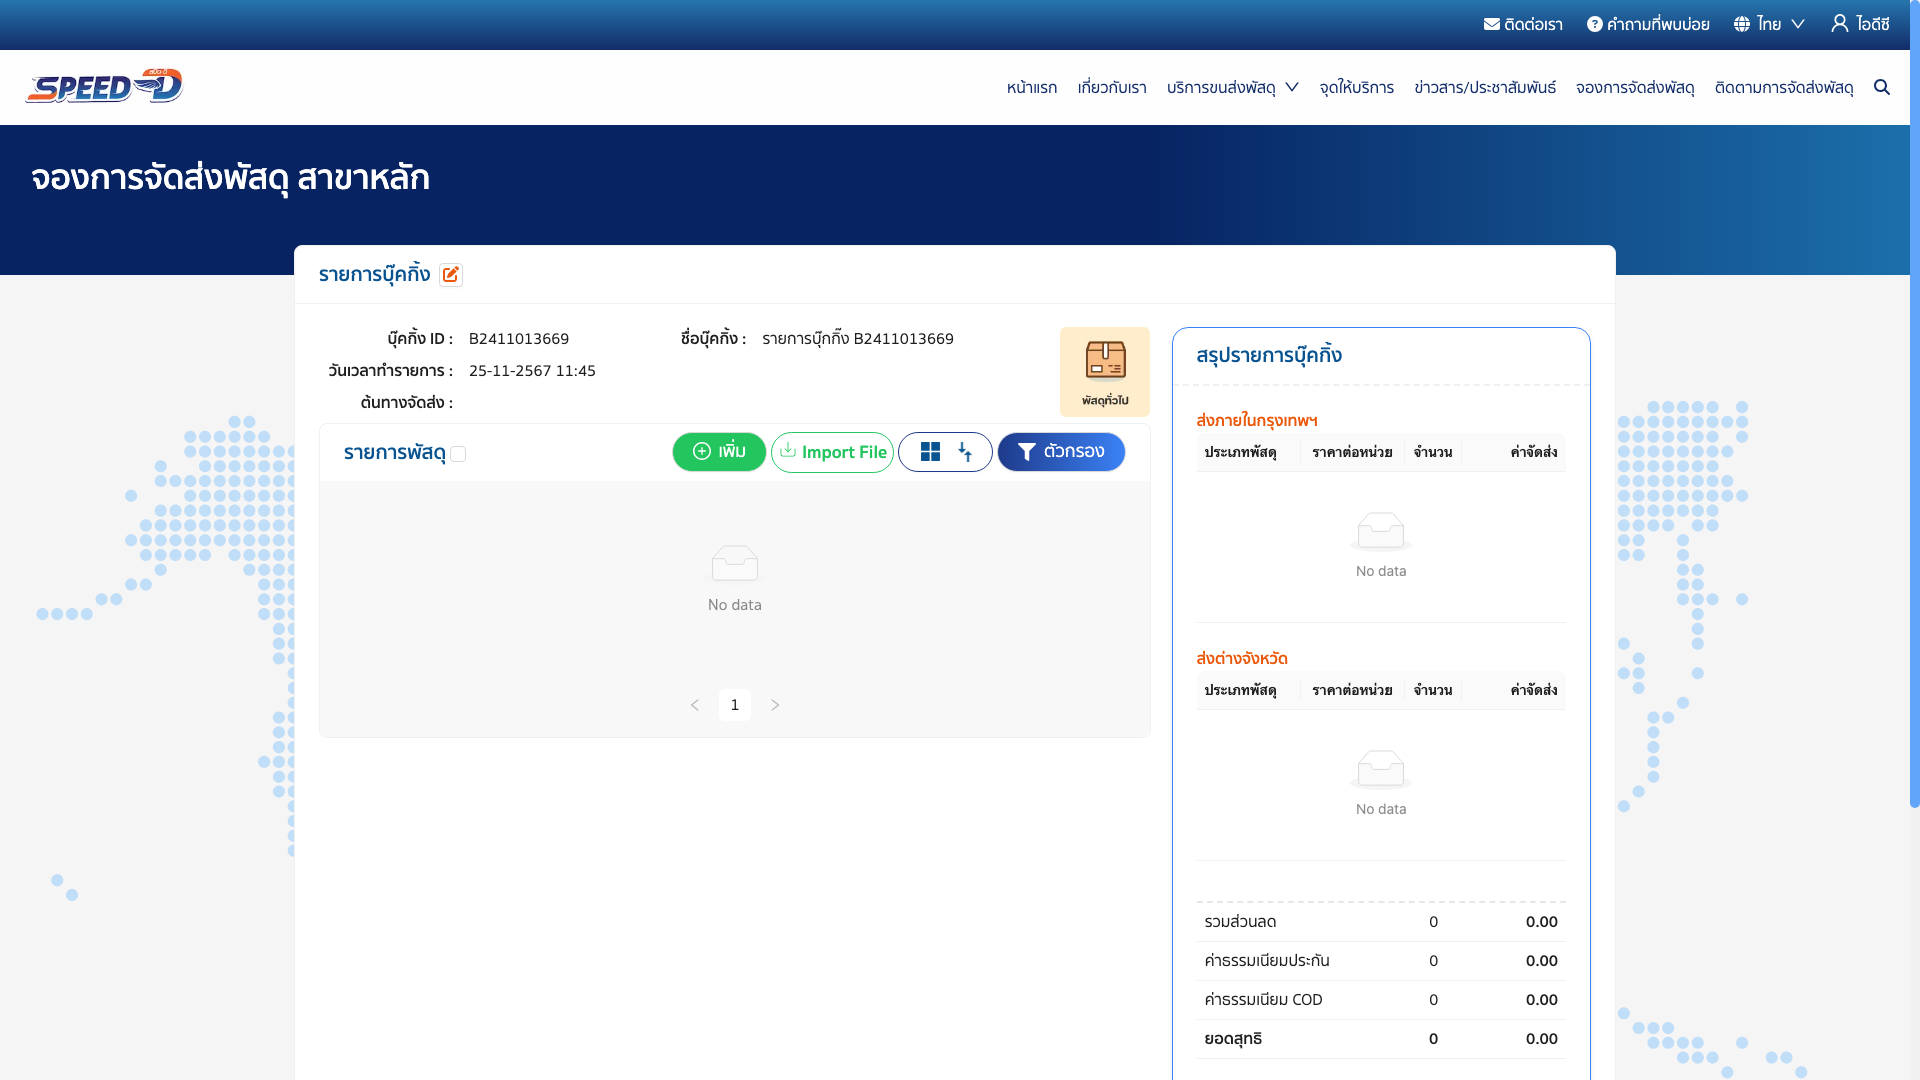 ติดต่อเรา
คำถามที่พบบ่อย
ไทย
ไอดีซี
สปีด-ดี
SPEED-D
หน้าแรก
เกี่ยวกับเรา
บริการขนส่งพัสดุ
จุดให้บริการ
ข่าวสาร/ประชาสัมพันธ์
จองการจัดส่งพัสดุ
ติดตามการจัดส่งพัสดุ
จองการจัดส่งพัสดุ สาขาหลัก
รายการบุ๊คกิ้ง
บุ๊คกิ้ง ID : B2411013669
ชื่อบุ๊คกิ้ง : รายการบุ๊กกิ๊ง B2411013669
วันเวลาทำรายการ : 25-11-2567 11:45
ต้นทางจัดส่ง :
พัสดุทั่วไป
รายการพัสดุ
เพิ่ม
Import File
ตัวกรอง
No data
1
สรุปรายการบุ๊คกิ้ง
ส่งภายในกรุงเทพฯ
ประเภทพัสดุ ราคาต่อหน่วย จำนวน ค่าจัดส่ง
No data
ส่งต่างจังหวัด
ประเภทพัสดุ ราคาต่อหน่วย จำนวน ค่าจัดส่ง
No data
รวมส่วนลด 0 0.00
ค่าธรรมเนียมประกัน 0 0.00
ค่าธรรมเนียม COD 0 0.00
ยอดสุทธิ 0 0.00